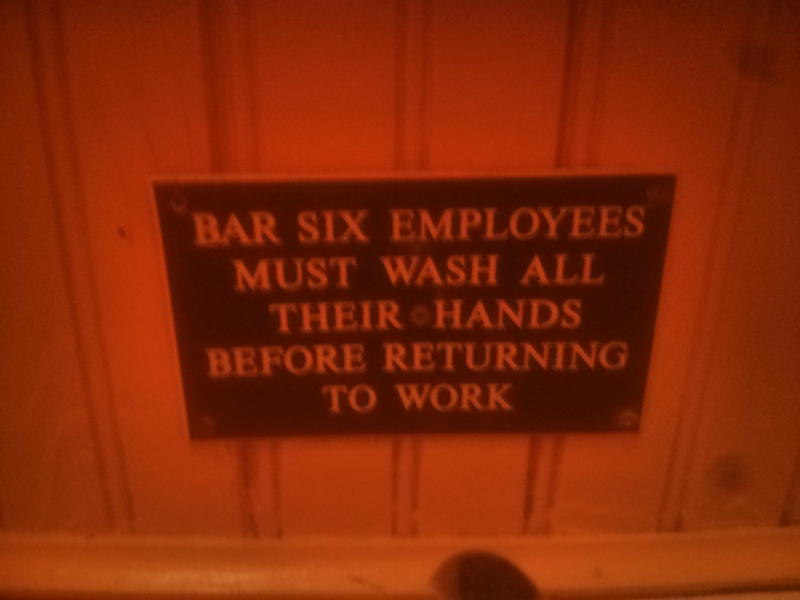 BAR SIX EMPLOYEES
MUST WASH ALL
THEIR HANDS
BEFORE RETURNING
TO WORK